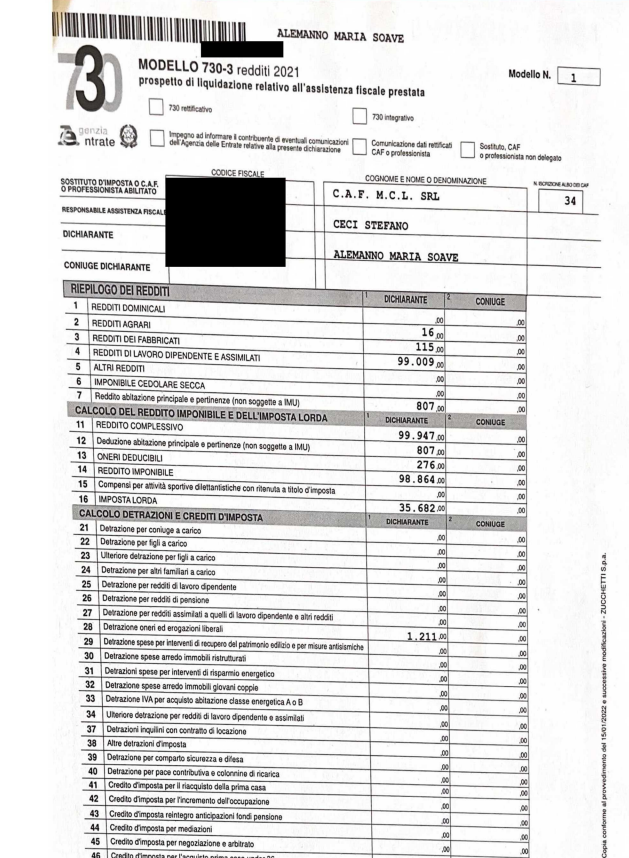 ALEMANNO MARIA SOAVE
730
MODELLO 730-3 redditi 2021
prospetto di liquidazione relativo all'assistenza fiscale prestata
Modello N. 1
730 rettificativo
730 integrativo
genzia
ntrate
Impegno ad informare il contribuente di eventuali comunicazioni
dell'Agenzia delle Entrate relative alla presente dichiarazione
Comunicazione dati rettificati
CAF o professionista
Sostituto, CAF
o professionista non delegato
CODICE FISCALE
COGNOME E NOME O DENOMINAZIONE
N. ISCRIZIONE ALBO DEI CAF
SOSTITUTO D'IMPOSTA O C.A.F.
O PROFESSIONISTA ABILITATO
C.A.F. M.C.L. SRL
34
RESPONSABILE ASSISTENZA FISCALE
CECI STEFANO
DICHIARANTE
ALEMANNO MARIA SOAVE
CONIUGE DICHIARANTE
RIEPILOGO DEI REDDITI 1 DICHIARANTE 2 CONIUGE
1 REDDITI DOMINICALI ,00 ,00
2 REDDITI AGRARI 16 ,00 ,00
3 REDDITI DEI FABBRICATI 115 ,00 ,00
4 REDDITI DI LAVORO DIPENDENTE E ASSIMILATI 99.009 ,00 ,00
5 ALTRI REDDITI ,00 ,00
6 IMPONIBILE CEDOLARE SECCA ,00 ,00
7 Reddito abitazione principale e pertinenze (non soggette a IMU) 807 ,00 ,00
CALCOLO DEL REDDITO IMPONIBILE E DELL'IMPOSTA LORDA 1 DICHIARANTE 2 CONIUGE
11 REDDITO COMPLESSIVO 99.947 ,00 ,00
12 Deduzione abitazione principale e pertinenze (non soggette a IMU) 807 ,00 ,00
13 ONERI DEDUCIBILI 276 ,00 ,00
14 REDDITO IMPONIBILE 98.864 ,00 ,00
15 Compensi per attività sportive dilettantistiche con ritenuta a titolo d'imposta ,00 ,00
16 IMPOSTA LORDA 35.682 ,00 ,00
CALCOLO DETRAZIONI E CREDITI D'IMPOSTA 1 DICHIARANTE 2 CONIUGE
21 Detrazione per coniuge a carico ,00 ,00
22 Detrazione per figli a carico ,00 ,00
23 Ulteriore detrazione per figli a carico ,00 ,00
24 Detrazione per altri familiari a carico ,00 ,00
25 Detrazione per redditi di lavoro dipendente ,00 ,00
26 Detrazione per redditi di pensione ,00 ,00
27 Detrazione per redditi assimilati a quelli di lavoro dipendente e altri redditi ,00 ,00
28 Detrazione oneri ed erogazioni liberali 1.211 ,00 ,00
29 Detrazione spese per interventi di recupero del patrimonio edilizio e per misure antisismiche ,00 ,00
30 Detrazione spese arredo immobili ristrutturati ,00 ,00
31 Detrazioni spese per interventi di risparmio energetico ,00 ,00
32 Detrazione spese arredo immobili giovani coppie ,00 ,00
33 Detrazione IVA per acquisto abitazione classe energetica A o B ,00 ,00
34 Ulteriore detrazione per redditi di lavoro dipendente e assimilati ,00 ,00
37 Detrazioni inquilini con contratto di locazione ,00 ,00
38 Altre detrazioni d'imposta ,00 ,00
39 Detrazione per comparto sicurezza e difesa ,00 ,00
40 Detrazione per pace contributiva e colonnine di ricarica ,00 ,00
41 Credito d'imposta per il riacquisto della prima casa ,00 ,00
42 Credito d'imposta per l'incremento dell'occupazione ,00 ,00
43 Credito d'imposta reintegro anticipazioni fondi pensione ,00 ,00
44 Credito d'imposta per mediazioni ,00 ,00
45 Credito d'imposta per negoziazione e arbitrato ,00 ,00
46 Credito d'imposta per l'acquisto prima casa under 36
Copia conforme al provvedimento del 15/01/2022 e successive modificazioni - ZUCCHETTI S.p.a.